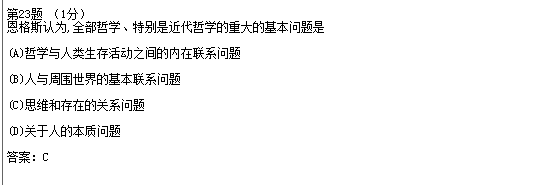 第23题 （1分）
恩格斯认为,全部哲学、特别是近代哲学的重大的基本问题是
(A)哲学与人类生存活动之间的内在联系问题
(B)人与周围世界的基本联系问题
(C)思维和存在的关系问题
(D)关于人的本质问题
答案：C